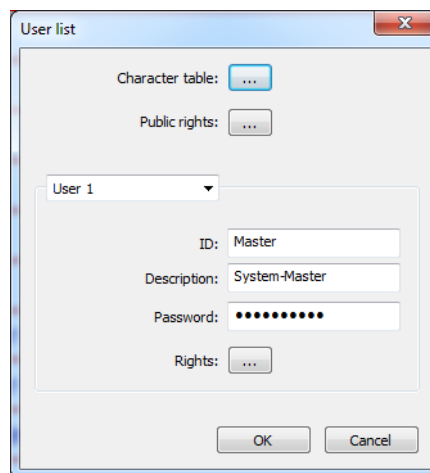 User list
Character table: ...
Public rights: ...
User 1
ID: Master
Description: System-Master
Password: ●●●●●●●●●●
Rights: ...
OK Cancel